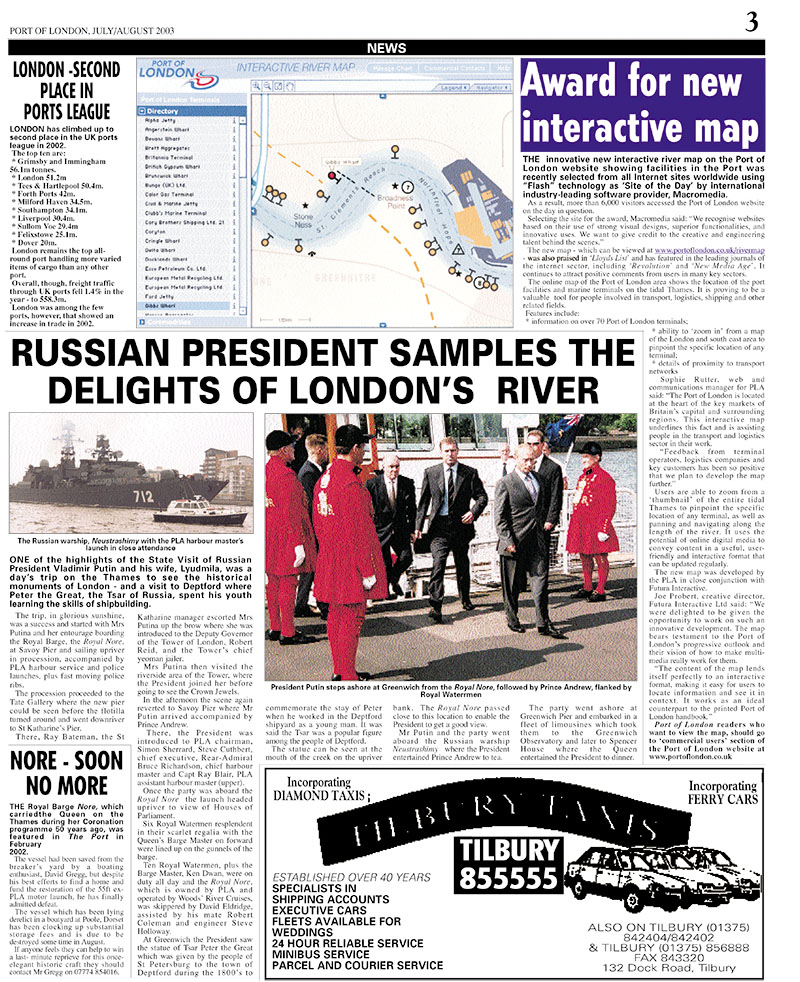 PORT OF LONDON, JULY/AUGUST 2003
3
NEWS
LONDON -SECOND
PLACE IN
PORTS LEAGUE
LONDON has climbed up to
second place in the UK ports
league in 2002.
The top ten are:
* Grimsby and Immingham
56.1m tonnes.
* London 51.2m
* Tees & Hartlepool 50.4m.
* Forth Ports 42m.
* Milford Haven 34.5m.
* Southampton 34.1m.
* Liverpool 30.4m.
* Sullom Voe 29.4m
* Felixstowe 25.1m.
* Dover 20m.
London remains the top all-
round port handling more varied
items of cargo than any other
port.
Overall, though, freight traffic
through UK ports fell 1.4% in the
year - to 558.3m.
London was among the few
ports, however, that showed an
increase in trade in 2002.
PORT OF
LONDON
INTERACTIVE RIVER MAP
Commercial Contacts
Help
Legend
Navigator
Port of London Terminals
Directory
Alpha Jetty
Angerstein Wharf
Bevans Wharf
Brett Aggregates
Britannia Terminal
British Gypsum Wharf
Brunswick Wharf
Bunge (UK) Ltd.
Calor Gas Terminal
Civil & Marine Jetty
Clubb's Marine Terminal
Cory Brothers Shipping Ltd.
Coryton
Cringle Wharf
Delta Wharf
Docklands Wharf
Esso Petroleum Co. Ltd.
European Metal Recycling Ltd
European Metal Recycling Ltd
Ford Jetty
Gibbs Wharf
Gibbs Wharf
St Clements Reach
Stone
Ness
Broadness
Point
Northfleet Hope
GREENHITHE
Award for new
interactive map
THE innovative new interactive river map on the Port of
London website showing facilities in the Port was
recently selected from all Internet sites worldwide using
"Flash" technology as 'Site of the Day' by international
industry-leading software provider, Macromedia.
As a result, more than 6,000 visitors accessed the Port of London website
on the day in question.
Selecting the site for the award, Macromedia said: "We recognise websites
based on their use of strong visual designs, superior functionalities, and
innovative uses. We want to give credit to the creative and engineering
talent behind the scenes."
The new map - which can be viewed at www.portoflondon.co.uk/rivermap
- was also praised in 'Lloyds List' and has featured in the leading journals of
the internet sector, including 'Revolution' and 'New Media Age'. It
continues to attract positive comments from users in many key sectors.
The online map of the Port of London area shows the location of the port
facilities and marine terminals on the tidal Thames. It is proving to be a
valuable tool for people involved in transport, logistics, shipping and other
related fields.
Features include:
* information on over 70 Port of London terminals;
* ability to 'zoom in' from a map
of the London and south east area to
pinpoint the specific location of any
terminal;
* details of proximity to transport
networks
Sophie Rutter, web and
communications manager for PLA
said: "The Port of London is located
at the heart of the key markets of
Britain's capital and surrounding
regions. This interactive map
underlines this fact and is assisting
people in the transport and logistics
sector in their work.
"Feedback from terminal
operators, logistics companies and
key customers has been so positive
that we plan to develop the map
further."
Users are able to zoom from a
'thumbnail' of the entire tidal
Thames to pinpoint the specific
location of any terminal, as well as
panning and navigating along the
length of the river. It uses the
potential of online digital media to
convey content in a useful, user-
friendly and interactive format that
can be updated regularly.
The new map was developed by
the PLA in close conjunction with
Futura Interactive.
Joe Probert, creative director,
Futura Interactive Ltd said: "We
were delighted to be given the
opportunity to work on such an
innovative development. The map
bears testament to the Port of
London's progressive outlook and
their vision of how to make multi-
media really work for them.
"The content of the map lends
itself perfectly to an interactive
format, making it easy for users to
locate information and see it in
context. It works as an ideal
counterpart to the printed Port of
London handbook."
Port of London readers who
want to view the map, should go
to 'commercial users' section of
the Port of London website at
www.portoflondon.co.uk
RUSSIAN PRESIDENT SAMPLES THE
DELIGHTS OF LONDON'S RIVER
712
The Russian warship, Neustrashimy with the PLA harbour master's
launch in close attendance
ONE of the highlights of the State Visit of Russian
President Vladimir Putin and his wife, Lyudmila, was a
day's trip on the Thames to see the historical
monuments of London - and a visit to Deptford where
Peter the Great, the Tsar of Russia, spent his youth
learning the skills of shipbuilding.
The trip, in glorious sunshine,
was a success and started with Mrs
Putina and her entourage boarding
the Royal Barge, the Royal Nore,
at Savoy Pier and sailing upriver
in procession, accompanied by
PLA harbour service and police
launches, plus fast moving police
ribs.
The procession proceeded to the
Tate Gallery where the new pier
could be seen before the flotilla
turned around and went downriver
to St Katharine's Pier.
There, Ray Bateman, the St
Katharine manager escorted Mrs
Putina up the brow where she was
introduced to the Deputy Governor
of the Tower of London, Robert
Reid, and the Tower's chief
yeoman jailer.
Mrs Putina then visited the
riverside area of the Tower, where
the President joined her before
going to see the Crown Jewels.
In the afternoon the scene again
reverted to Savoy Pier where Mr
Putin arrived accompanied by
Prince Andrew.
There, the President was
introduced to PLA chairman,
Simon Sherrard, Steve Cuthbert,
chief executive, Rear-Admiral
Bruce Richardson, chief harbour
master and Capt Ray Blair, PLA
assistant harbour master (upper).
Once the party was aboard the
Royal Nore the launch headed
upriver to view of Houses of
Parliament.
Six Royal Watermen resplendent
in their scarlet regalia with the
Queen's Barge Master on forward
were lined up on the gunnels of the
barge.
Ten Royal Watermen, plus the
Barge Master, Ken Dwan, were on
duty all day and the Royal Nore,
which is owned by PLA and
operated by Woods' River Cruises,
was skippered by David Eldridge,
assisted by his mate Robert
Coleman and engineer Steve
Holloway.
At Greenwich the President saw
the statue of Tsar Peter the Great
which was given by the people of
St Petersburg to the town of
Deptford during the 1800's to
President Putin steps ashore at Greenwich from the Royal Nore, followed by Prince Andrew, flanked by
Royal Watermen
commemorate the stay of Peter
when he worked in the Deptford
shipyard as a young man. It was
said the Tsar was a popular figure
among the people of Deptford.
The statue can be seen at the
mouth of the creek on the upriver
bank. The Royal Nore passed
close to this location to enable the
President to get a good view.
Mr Putin and the party went
aboard the Russian warship
Neustrashimy where the President
entertained Prince Andrew to tea.
The party went ashore at
Greenwich Pier and embarked in a
fleet of limousines which took
them to the Greenwich
Observatory and later to Spencer
House where the Queen
entertained the President to dinner.
NORE - SOON
NO MORE
THE Royal Barge Nore, which
carriedthe Queen on the
Thames during her Coronation
programme 50 years ago, was
featured in The Port in
February
2002.
The vessel had been saved from the
breaker's yard by a boating
enthusiast, David Gregg, but despite
his best efforts to find a home and
fund the restoration of the 55ft ex-
PLA motor launch, he has finally
admitted defeat.
The vessel which has been lying
derelict in a boatyard at Poole, Dorset
has been clocking up substantial
storage fees and is due to be
destroyed some time in August.
If anyone feels they can help to win
a last- minute reprieve for this once-
elegant historic craft they should
contact Mr Gregg on 07774 854016.
Incorporating
DIAMOND TAXIS ;
Incorporating
FERRY CARS
TILBURY TAXIS
TILBURY
855555
ESTABLISHED OVER 40 YEARS
SPECIALISTS IN
SHIPPING ACCOUNTS
EXECUTIVE CARS
FLEETS AVAILABLE FOR
WEDDINGS
24 HOUR RELIABLE SERVICE
MINIBUS SERVICE
PARCEL AND COURIER SERVICE
ALSO ON TILBURY (01375)
842404/842402
& TILBURY (01375) 856888
FAX 843320
132 Dock Road, Tilbury